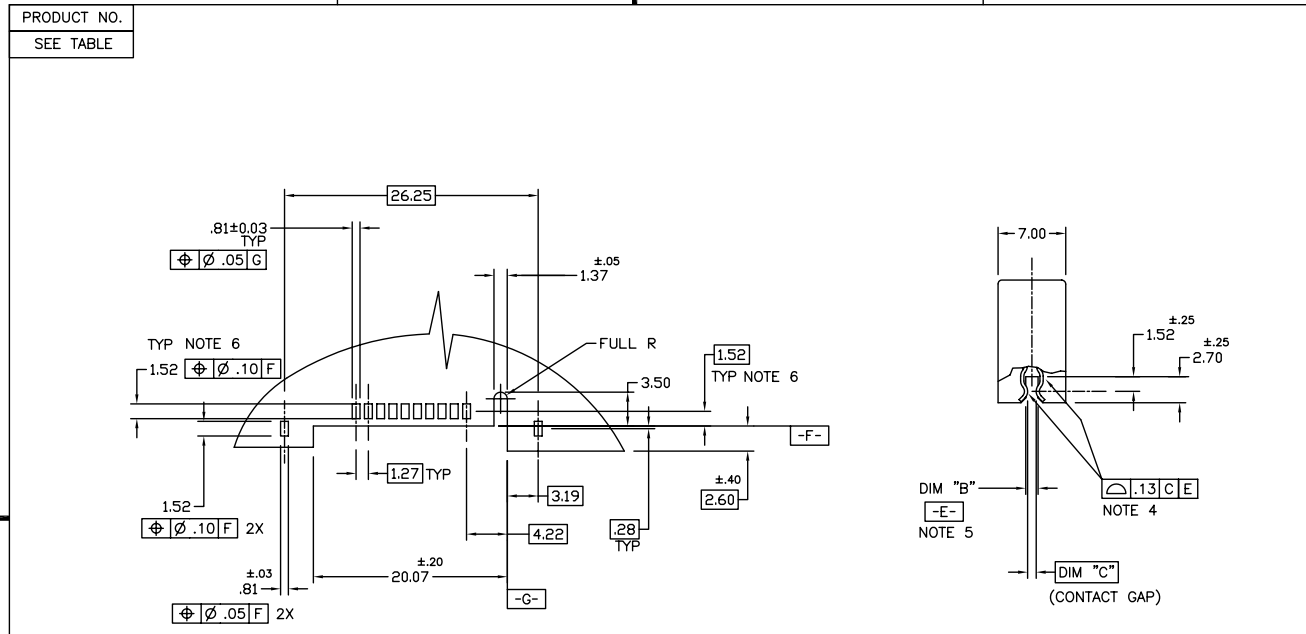 PRODUCT NO.
SEE TABLE
26.25
.81±0.03
TYP
⌖ Ø .05 G
±.05
1.37
7.00
TYP NOTE 6
1.52 ⌖ Ø .10 F
FULL R
3.50
1.52
TYP NOTE 6
±.25
1.52
±.25
2.70
-F-
1.27 TYP
3.19
±.40
2.60
1.52
⌖ Ø .10 F 2X
4.22
.28
TYP
±.20
20.07
-G-
±.03
.81
⌖ Ø .05 F 2X
DIM "B"
-E-
NOTE 5
⌓ .13 C E
NOTE 4
DIM "C"
(CONTACT GAP)